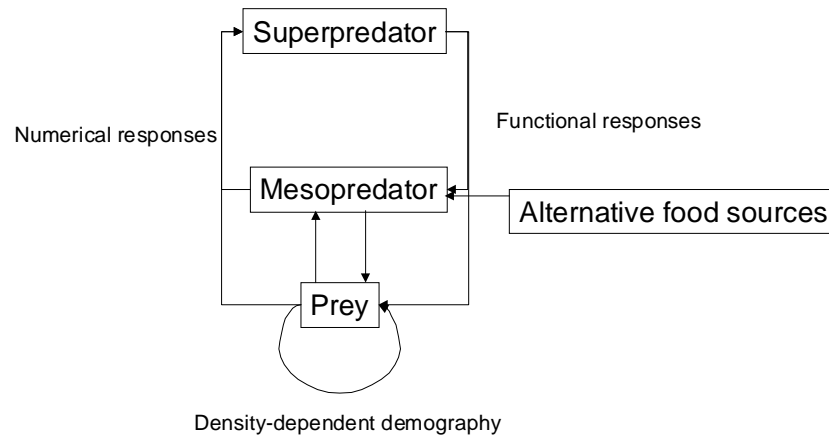 Superpredator
Numerical responses
Functional responses
Mesopredator
Alternative food sources
Prey
Density-dependent demography